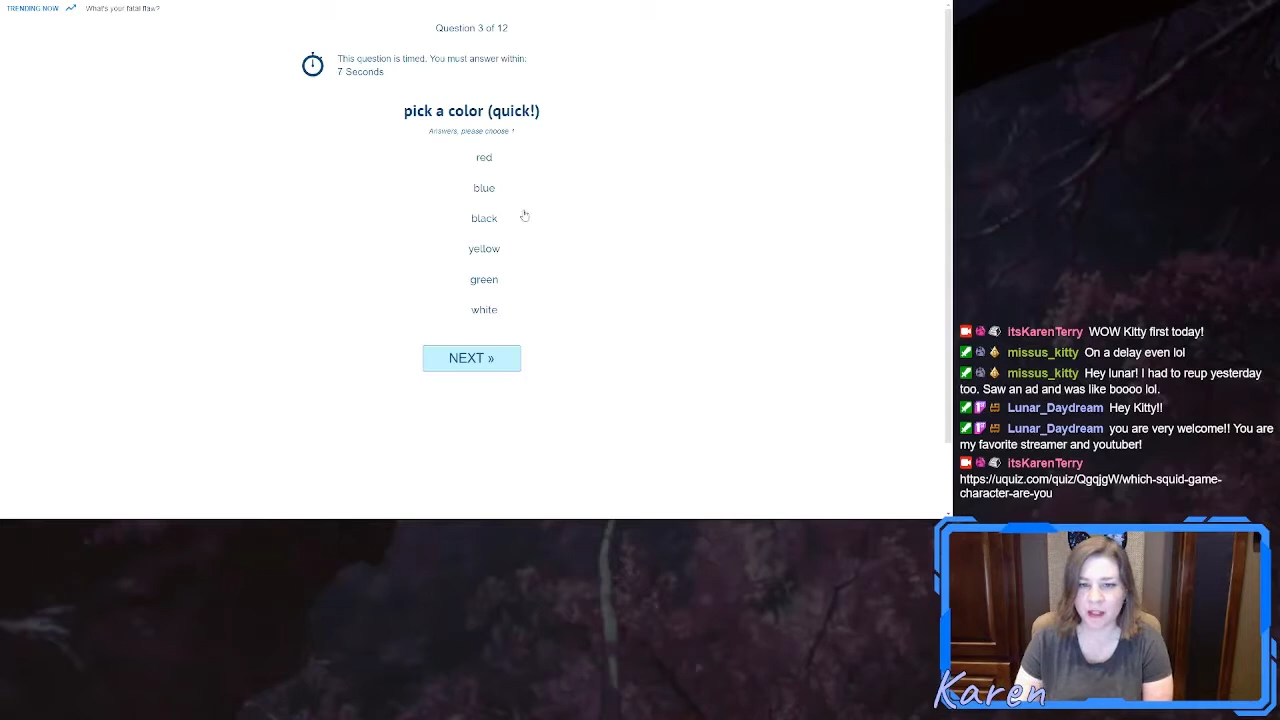 TRENDING NOW What's your fatal flaw?
Question 3 of 12
This question is timed. You must answer within:
7 Seconds
pick a color (quick!)
Answers, please choose 1
red
blue
black
yellow
green
white
NEXT »
itsKarenTerry WOW Kitty first today!
missus_kitty On a delay even lol
missus_kitty Hey lunar! I had to reup yesterday
too. Saw an ad and was like boooo lol.
Lunar_Daydream Hey Kitty!!
Lunar_Daydream you are very welcome!! You are
my favorite streamer and youtuber!
itsKarenTerry
https://uquiz.com/quiz/QgqjgW/which-squid-game-
character-are-you
Karen